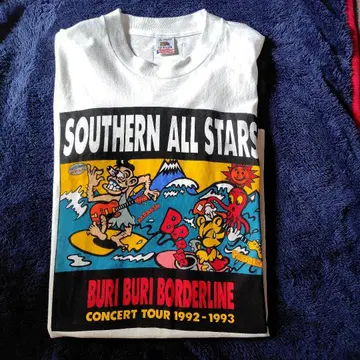 SOUTHERN ALL STARS
BURI BURI BORDERLINE
CONCERT TOUR 1992-1993